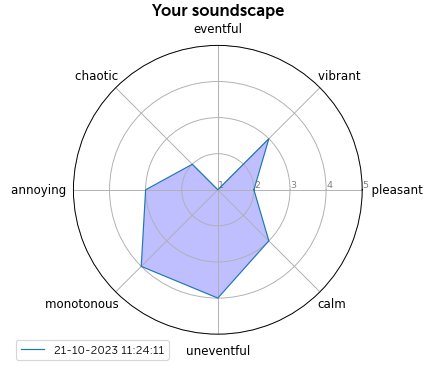 Your soundscape
eventful
chaotic
vibrant
annoying
1
2
3
4
5
pleasant
monotonous
calm
uneventful
21-10-2023 11:24:11